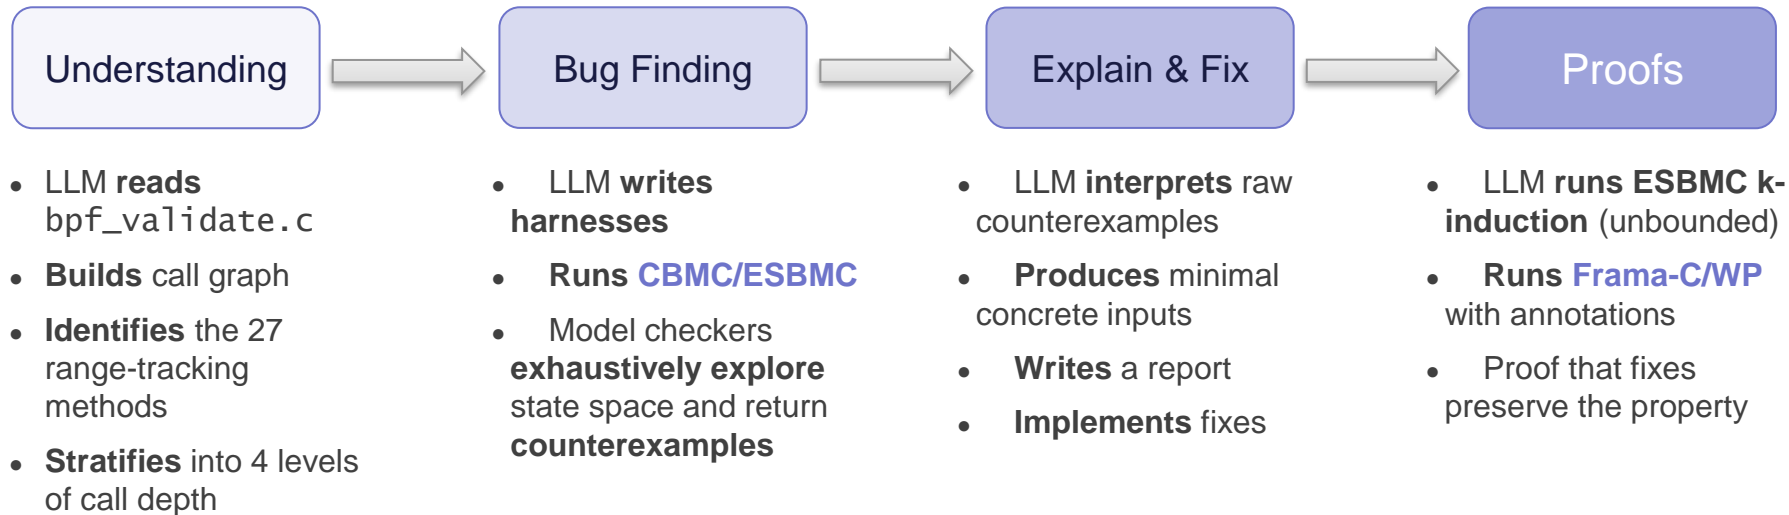 Understanding
Bug Finding
Explain & Fix
Proofs
● LLM reads
bpf_validate.c
● Builds call graph
● Identifies the 27
range-tracking
methods
● Stratifies into 4 levels
of call depth
● LLM writes
harnesses
● Runs CBMC/ESBMC
● Model checkers
exhaustively explore
state space and return
counterexamples
● LLM interprets raw
counterexamples
● Produces minimal
concrete inputs
● Writes a report
● Implements fixes
● LLM runs ESBMC k-
induction (unbounded)
● Runs Frama-C/WP
with annotations
● Proof that fixes
preserve the property